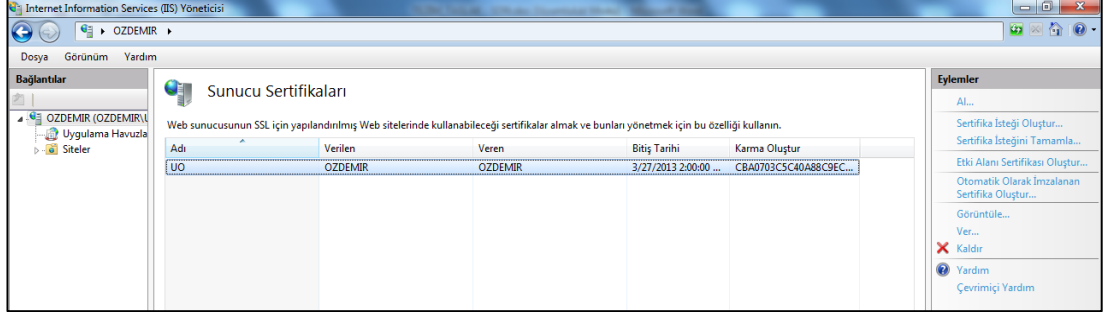 Internet Information Services (IIS) Yöneticisi
OZDEMIR
Dosya Görünüm Yardım
Bağlantılar
OZDEMIR (OZDEMIR\U
Uygulama Havuzla
Siteler
Sunucu Sertifikaları
Web sunucusunun SSL için yapılandırılmış Web sitelerinde kullanabileceği sertifikalar almak ve bunları yönetmek için bu özelliği kullanın.
Adı Verilen Veren Bitiş Tarihi Karma Oluştur
UO OZDEMIR OZDEMIR 3/27/2013 2:00:00 ... CBA0703C5C40A88C9EC...
Eylemler
Al...
Sertifika İsteği Oluştur...
Sertifika İsteğini Tamamla...
Etki Alanı Sertifikası Oluştur...
Otomatik Olarak İmzalanan
Sertifika Oluştur...
Görüntüle...
Ver...
Kaldır
Yardım
Çevrimiçi Yardım